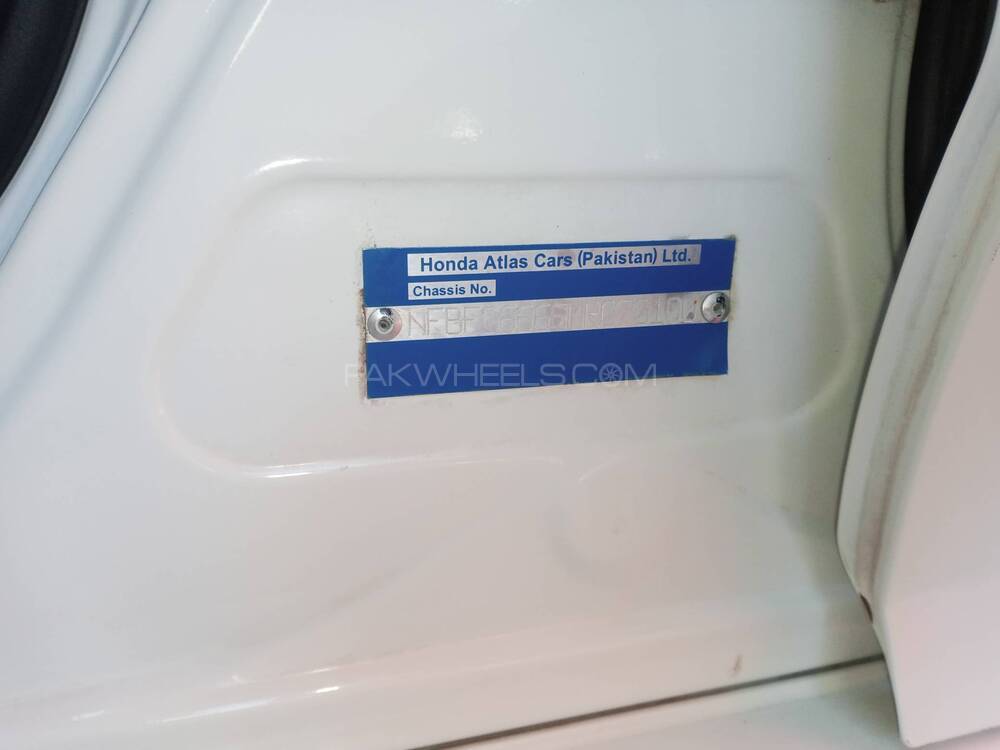 Honda Atlas Cars (Pakistan) Ltd.
Chassis No.
PAKWHEELS.COM